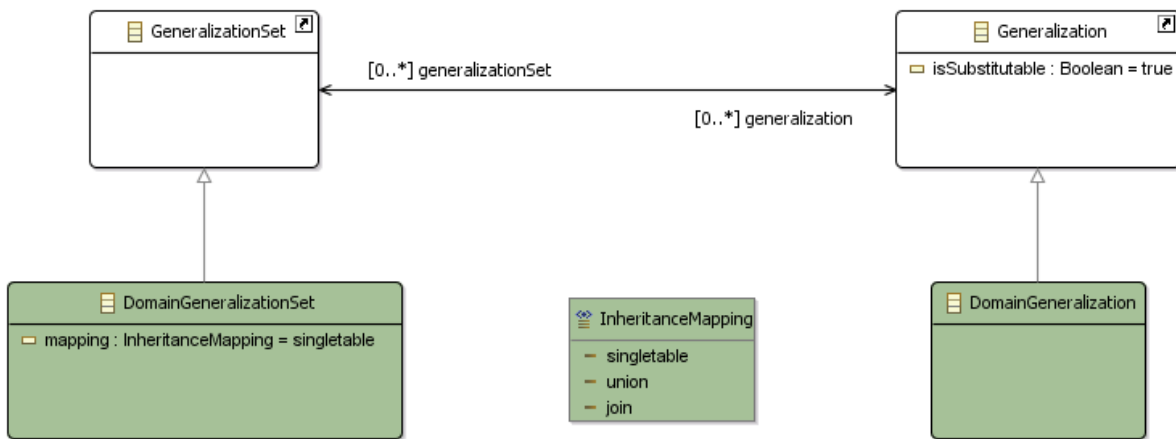 GeneralizationSet
Generalization
isSubstitutable : Boolean = true
[0..*] generalizationSet
[0..*] generalization
DomainGeneralizationSet
mapping : InheritanceMapping = singletable
InheritanceMapping
singletable
union
join
DomainGeneralization